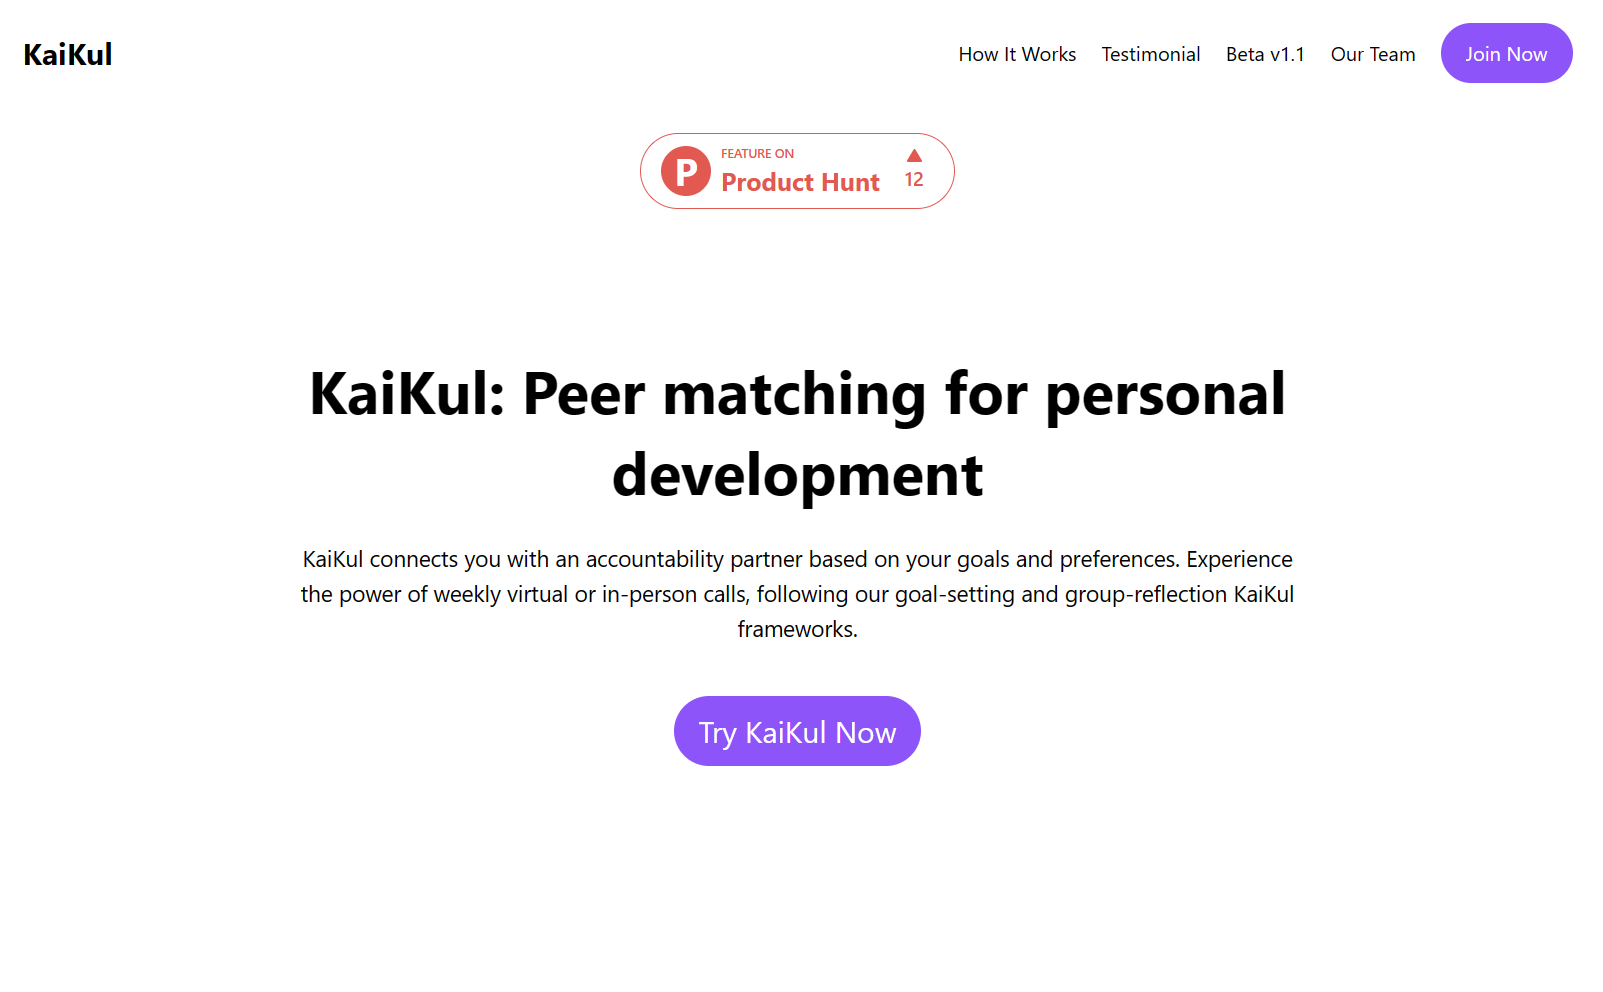 KaiKul
How It Works
Testimonial
Beta v1.1
Our Team
Join Now
P
FEATURE ON
Product Hunt
12
KaiKul: Peer matching for personal
development
KaiKul connects you with an accountability partner based on your goals and preferences. Experience
the power of weekly virtual or in-person calls, following our goal-setting and group-reflection KaiKul
frameworks.
Try KaiKul Now